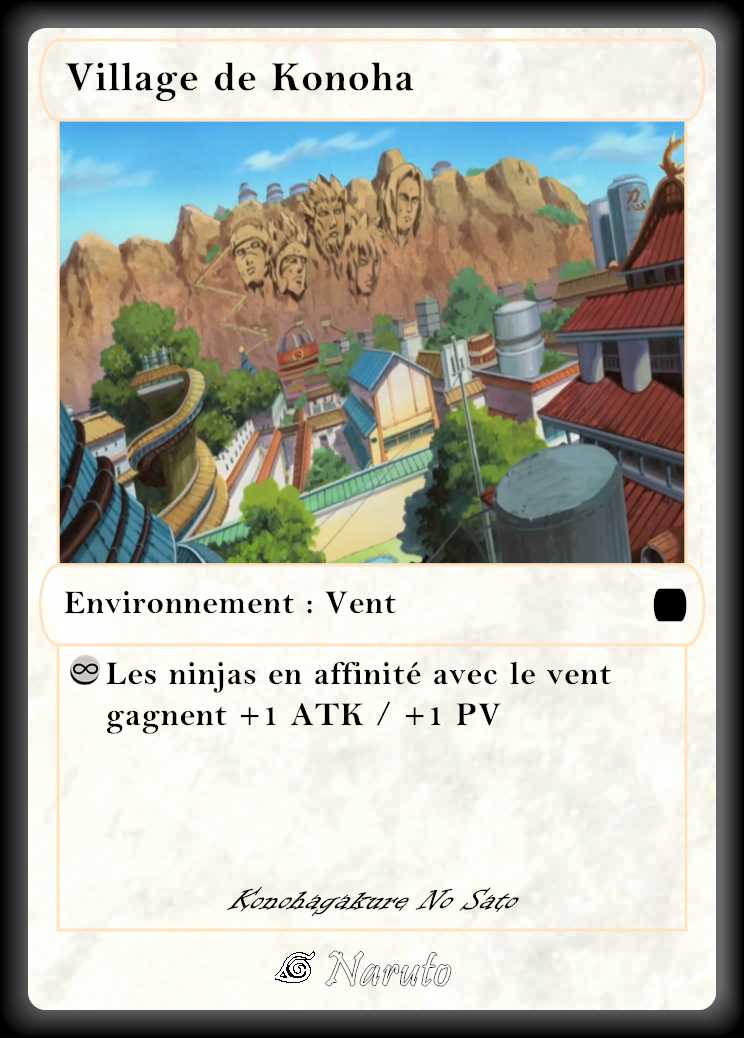 Village de Konoha
忍
Environnement : Vent
Les ninjas en affinité avec le vent
gagnent +1 ATK / +1 PV
Konohagakure No Sato
Naruto